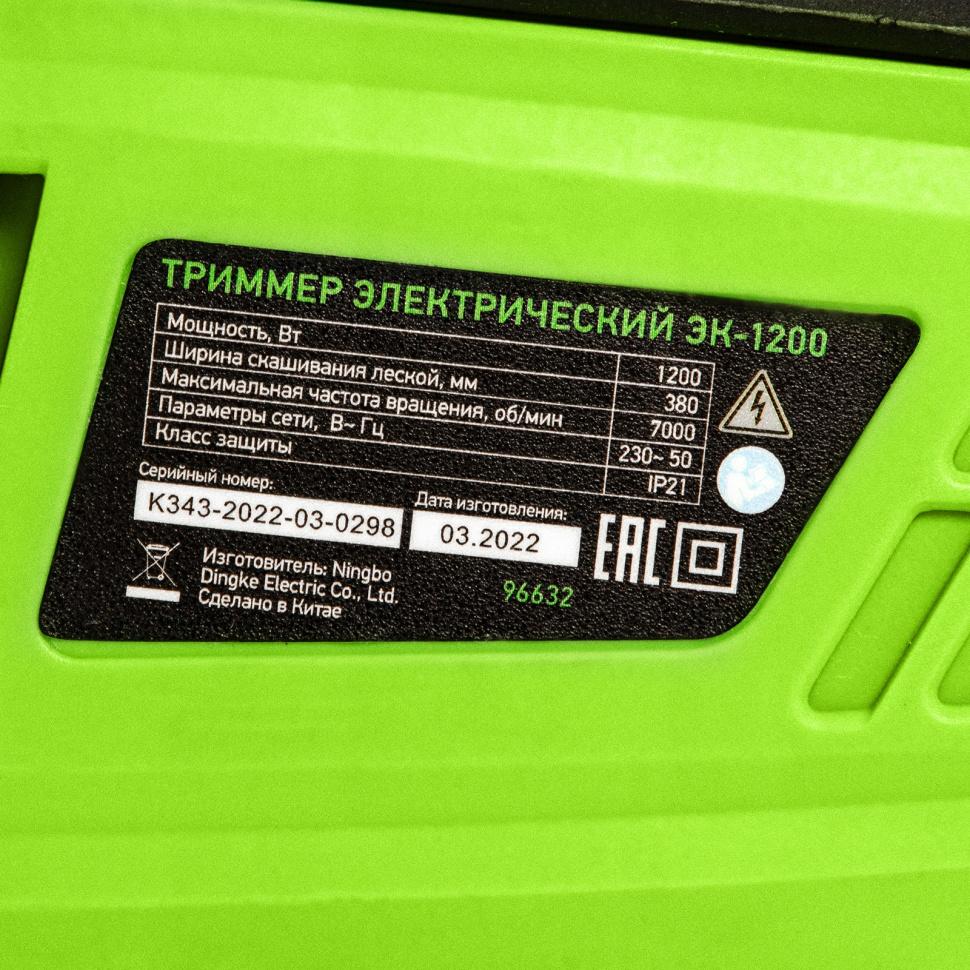 ТРИММЕР ЭЛЕКТРИЧЕСКИЙ ЭК-1200
Мощность, Вт 1200
Ширина скашивания леской, мм 380
Максимальная частота вращения, об/мин 7000
Параметры сети, В~ Гц 230~ 50
Класс защиты IP21
Серийный номер: Дата изготовления:
K343-2022-03-0298 03.2022
Изготовитель: Ningbo
Dingke Electric Co., Ltd.
Сделано в Китае
96632
EAC